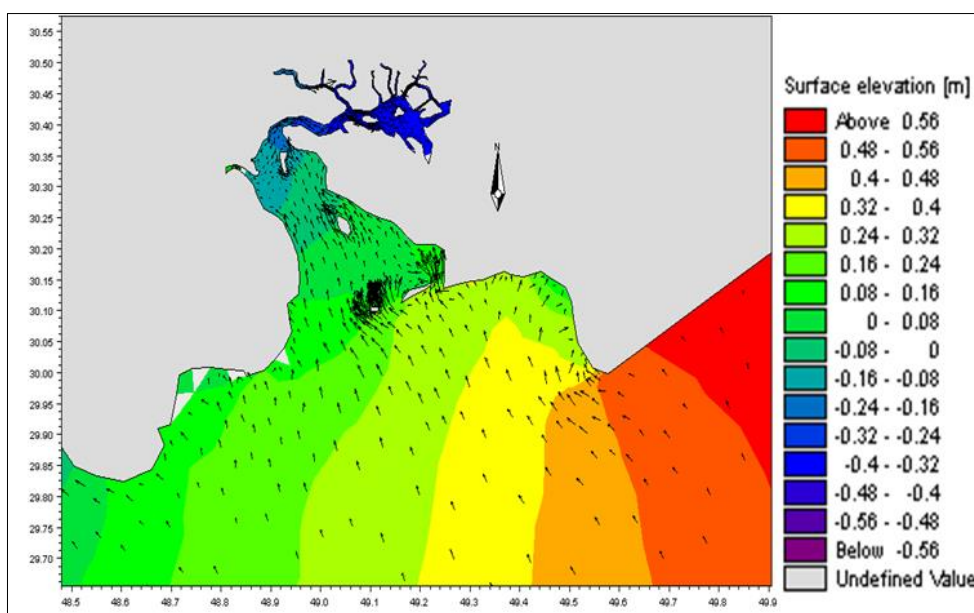 30.55
30.50
30.45
30.40
30.35
30.30
30.25
30.20
30.15
30.10
30.05
30.00
29.95
29.90
29.85
29.80
29.75
29.70
48.5 48.6 48.7 48.8 48.9 49.0 49.1 49.2 49.3 49.4 49.5 49.6 49.7 49.8 49.9
N
Surface elevation [m]
Above 0.56
0.48 - 0.56
0.4 - 0.48
0.32 - 0.4
0.24 - 0.32
0.16 - 0.24
0.08 - 0.16
0 - 0.08
-0.08 - 0
-0.16 - -0.08
-0.24 - -0.16
-0.32 - -0.24
-0.4 - -0.32
-0.48 - -0.4
-0.56 - -0.48
Below -0.56
Undefined Value